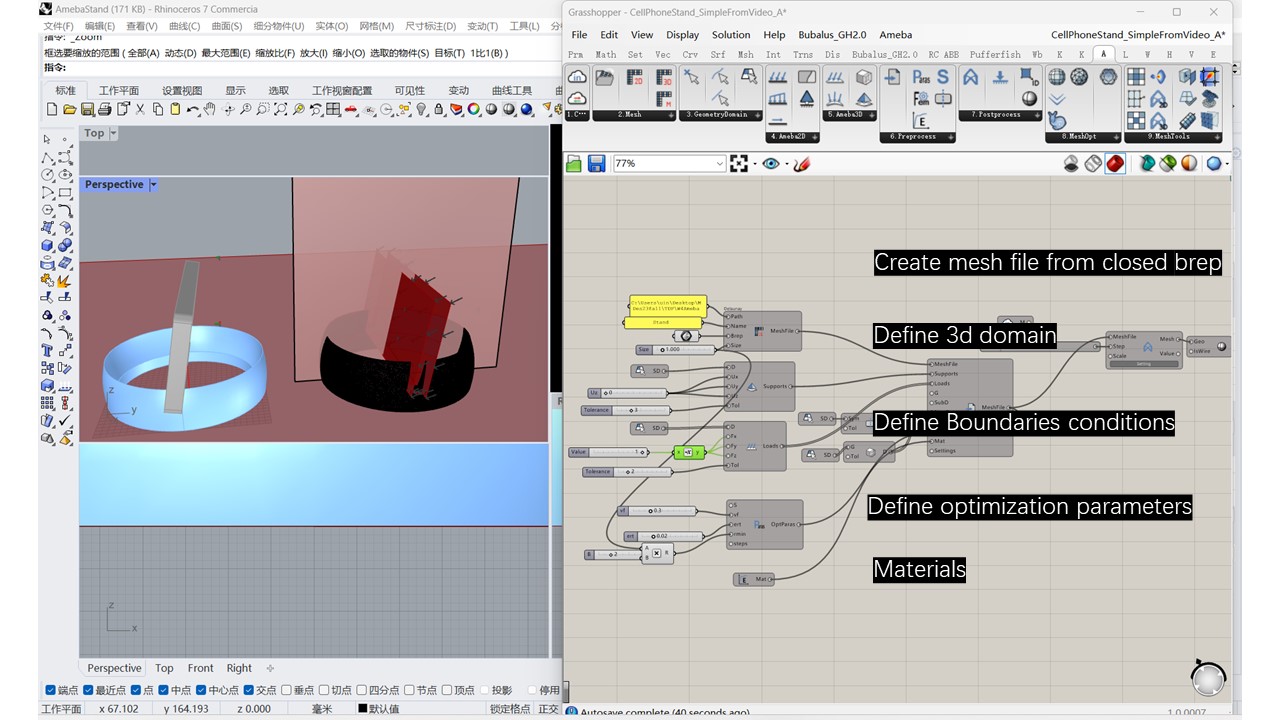 AmebaStand (171 KB) - Rhinoceros 7 Commercia
文件(F) 编辑(E) 查看(V) 曲线(C) 曲面(S) 细分物件(U) 实体(O) 网格(M) 尺寸标注(D) 变动(T) 工具(L)
指令: _Zoom
框选要缩放的范围 ( 全部(A) 动态(D) 最大范围(E) 缩放比(F) 放大(I) 缩小(O) 选取的物件(S) 目标(T) 1比1(B) )
指令:
标准 工作平面 设置视图 显示 选取 工作视窗配置 可见性 变动 曲线工具
Top
Perspective
z
y
z
x
Perspective Top Front Right
端点 最近点 点 中点 中心点 交点 垂点 切点 四分点 节点 顶点 投影 停用
工作平面 x 67.102 y 164.193 z 0.000 毫米 默认值 锁定格点 正交
Grasshopper - CellPhoneStand_SimpleFromVideo_A*
File Edit View Display Solution Help Bubalus_GH2.0 Ameba CellPhoneStand_SimpleFromVideo_A*
Prm Math Set Vec Crv Srf Msh Int Trns Dis Bubalus_GH2.0 RC ABB Pufferfish Wb K K A L W M V E
1.C... 2.Mesh 3.GeometryDomain 4.Ameba2D 5.Ameba3D 6.Preprocess 7.Postprocess 8.MeshOpt 9.MeshTools
77%
Create mesh file from closed brep
Define 3d domain
Define Boundaries conditions
Define optimization parameters
Materials
Stand
Path
Name
Brep
Size
MeshFile
Size 1.000
SD
D
Ux
Uy
Tol
Supports
Ux 0
Tolerance 3
SD
D
Fx
Fy
Fz
Tol
Loads
Value 1
x y
Tolerance 2
SD
SD
G
Tol
MeshFile
Supports
Loads
G
SubD
Mat
Settings
MeshFile
MeshFile
Step
Scale
Mesh
Value
Geo
IsWire
vf 0.3
ert 0.02
R 2
A
B
R
S
vf
ert
rmin
steps
OptParas
Mat
Autosave complete (40 seconds ago)
1.0.0007